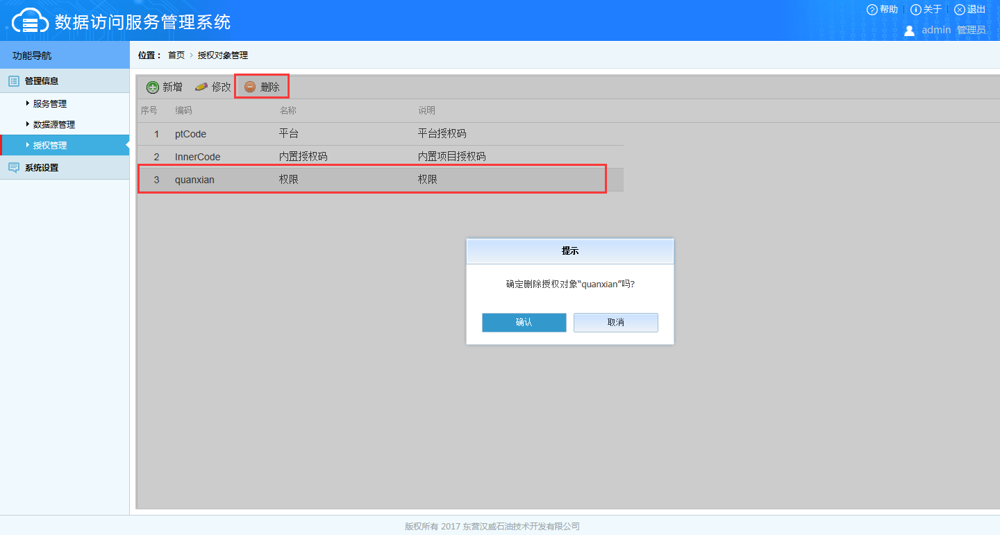 数据访问服务管理系统
帮助 关于 退出
admin 管理员
功能导航
位置： 首页 > 授权对象管理
管理信息
服务管理
数据源管理
授权管理
系统设置
新增 修改 删除
序号 编码 名称 说明
1 ptCode 平台 平台授权码
2 InnerCode 内置授权码 内置项目授权码
3 quanxian 权限 权限
提示
确定删除授权对象“quanxian”吗?
确认 取消
版权所有 2017 东营汉威石油技术开发有限公司